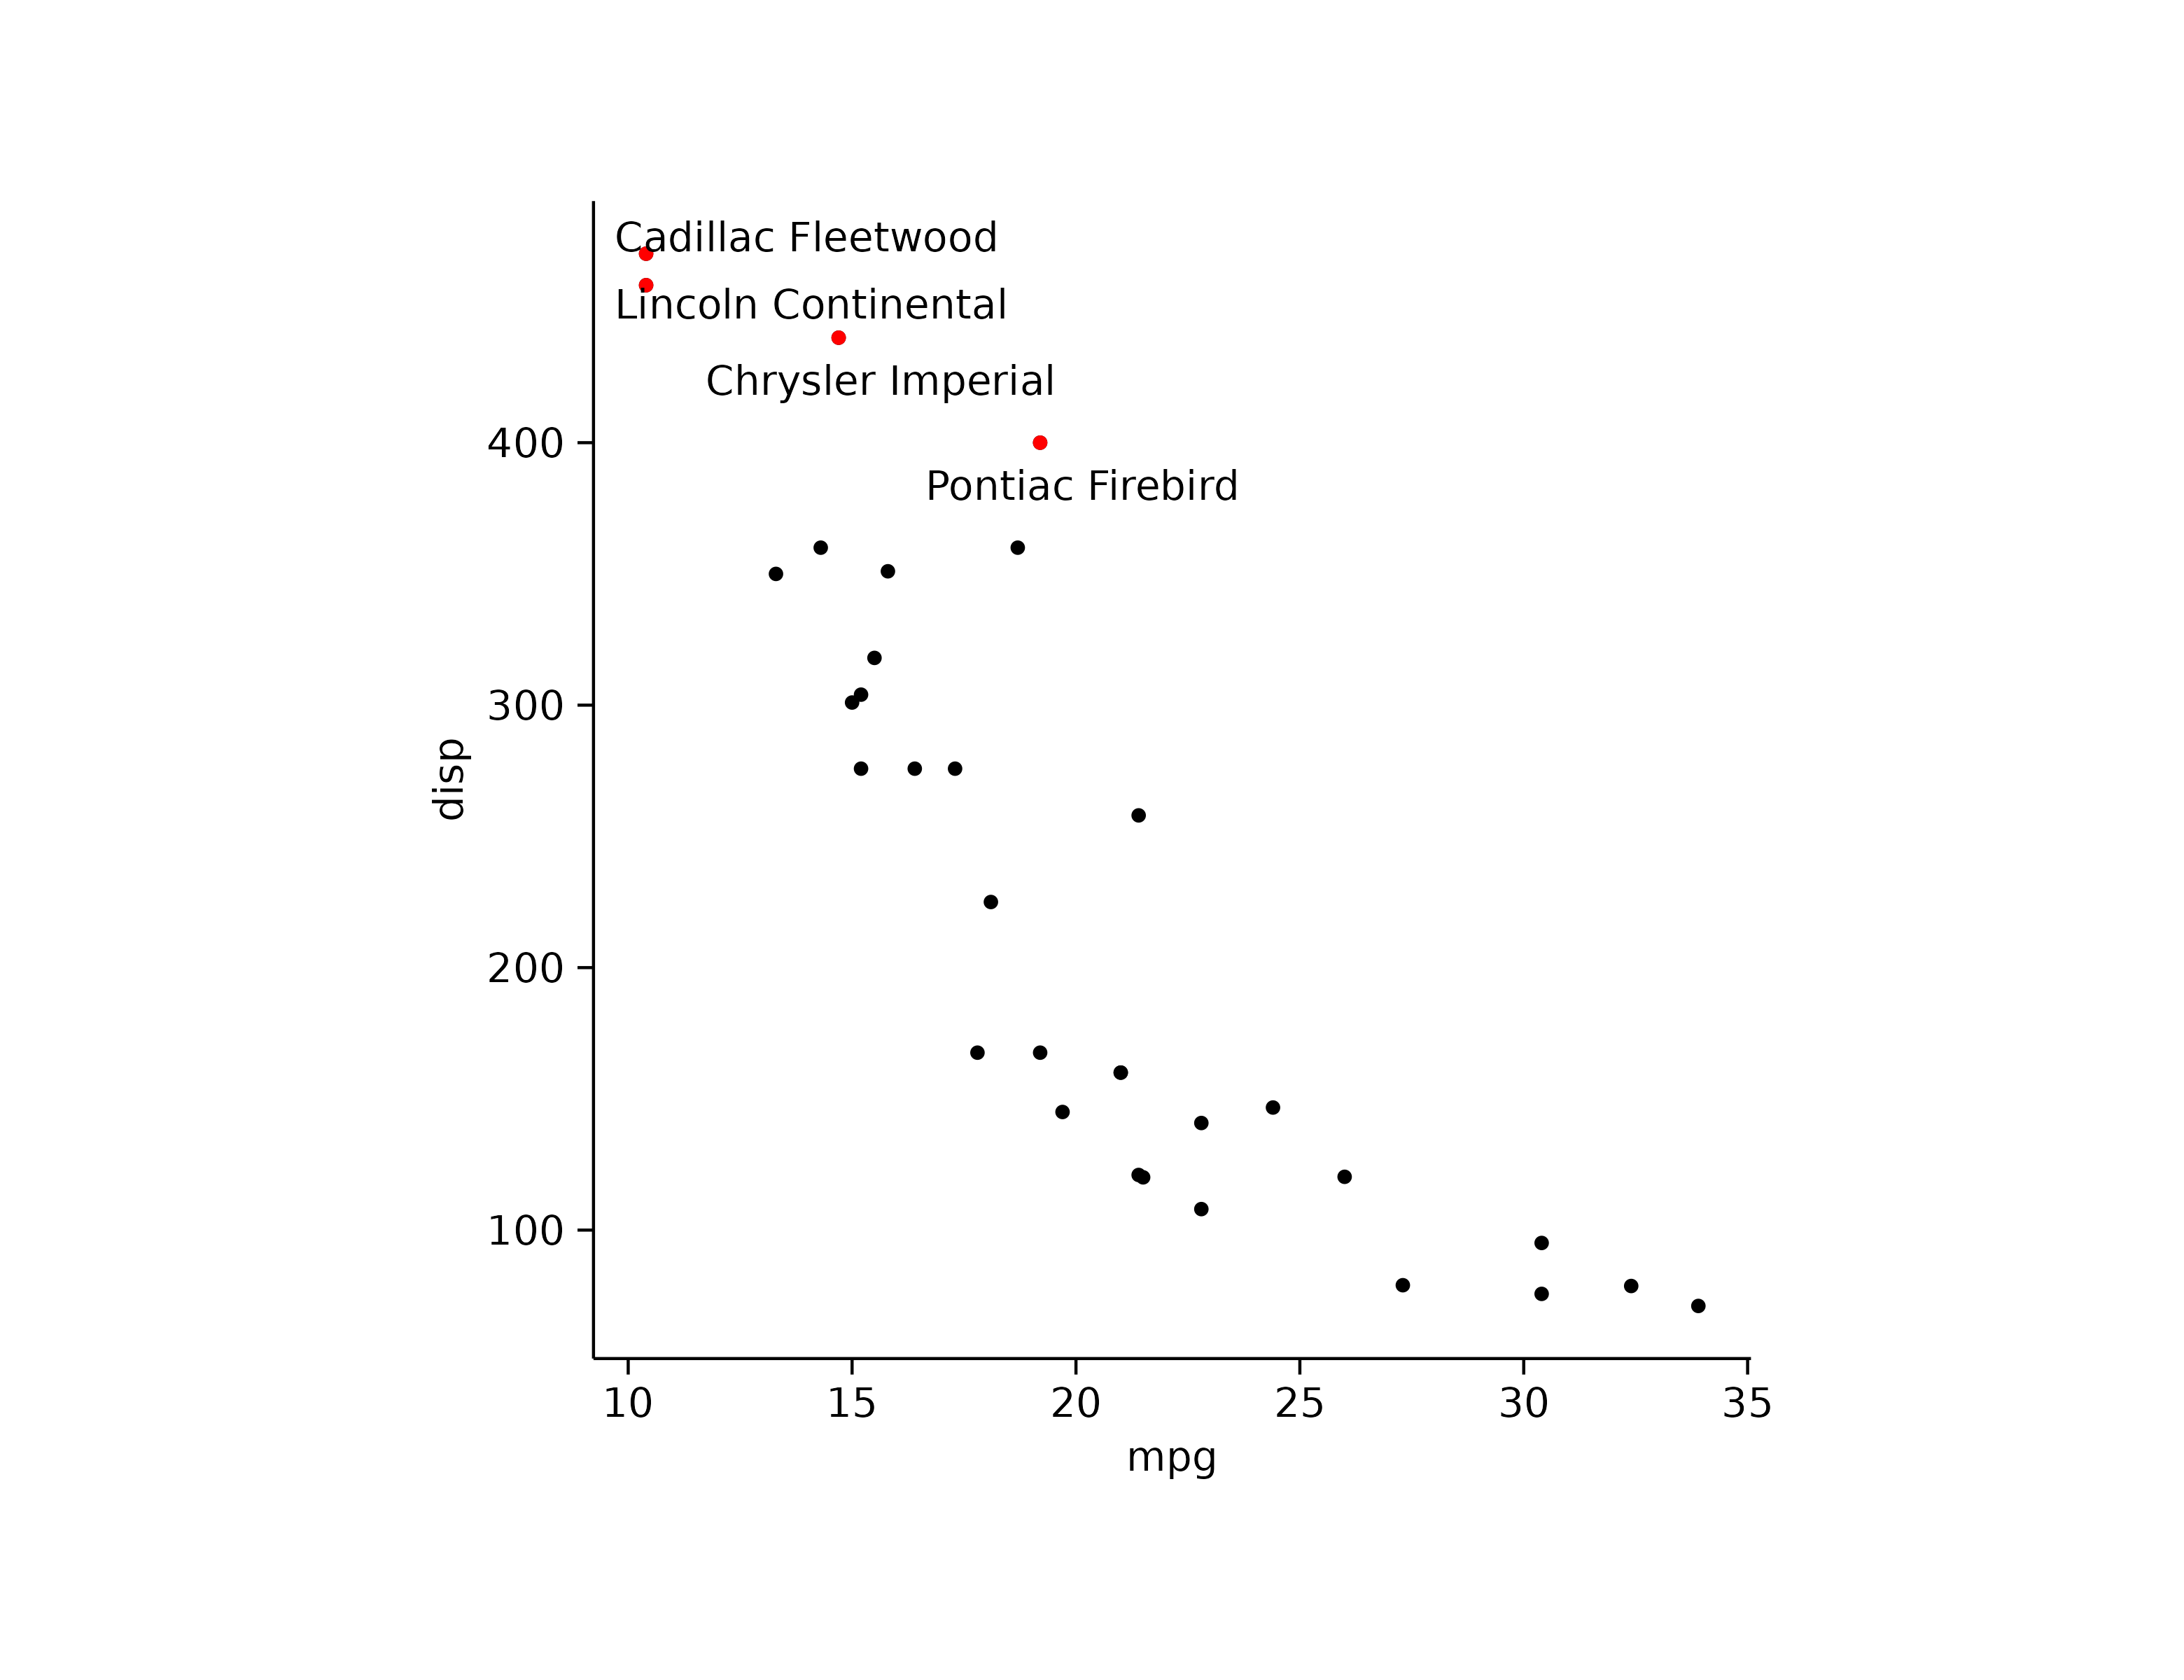 Cadillac Fleetwood
Lincoln Continental
Chrysler Imperial
400
Pontiac Firebird
300
disp
200
100
10 15 20 25 30 35
mpg